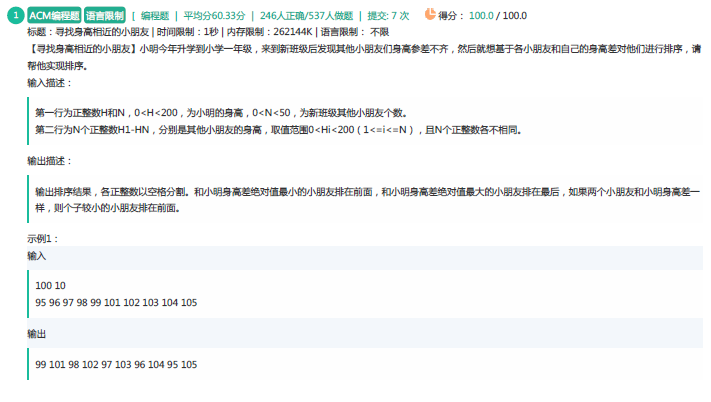 1 ACM编程题 语言限制 [ 编程题 | 平均分60.33分 | 246人正确/537人做题 | 提交: 7 次 得分： 100.0 / 100.0
标题：寻找身高相近的小朋友 | 时间限制：1秒 | 内存限制：262144K | 语言限制： 不限
【寻找身高相近的小朋友】小明今年升学到小学一年级，来到新班级后发现其他小朋友们身高参差不齐，然后就想基于各小朋友和自己的身高差对他们进行排序，请
帮他实现排序。
输入描述：
第一行为正整数H和N，0<H<200，为小明的身高，0<N<50，为新班级其他小朋友个数。
第二行为N个正整数H1-HN，分别是其他小朋友的身高，取值范围0<Hi<200（1<=i<=N），且N个正整数各不相同。
输出描述：
输出排序结果，各正整数以空格分割。和小明身高差绝对值最小的小朋友排在前面，和小明身高差绝对值最大的小朋友排在最后，如果两个小朋友和小明身高差一
样，则个子较小的小朋友排在前面。
示例1：
输入
100 10
95 96 97 98 99 101 102 103 104 105
输出
99 101 98 102 97 103 96 104 95 105